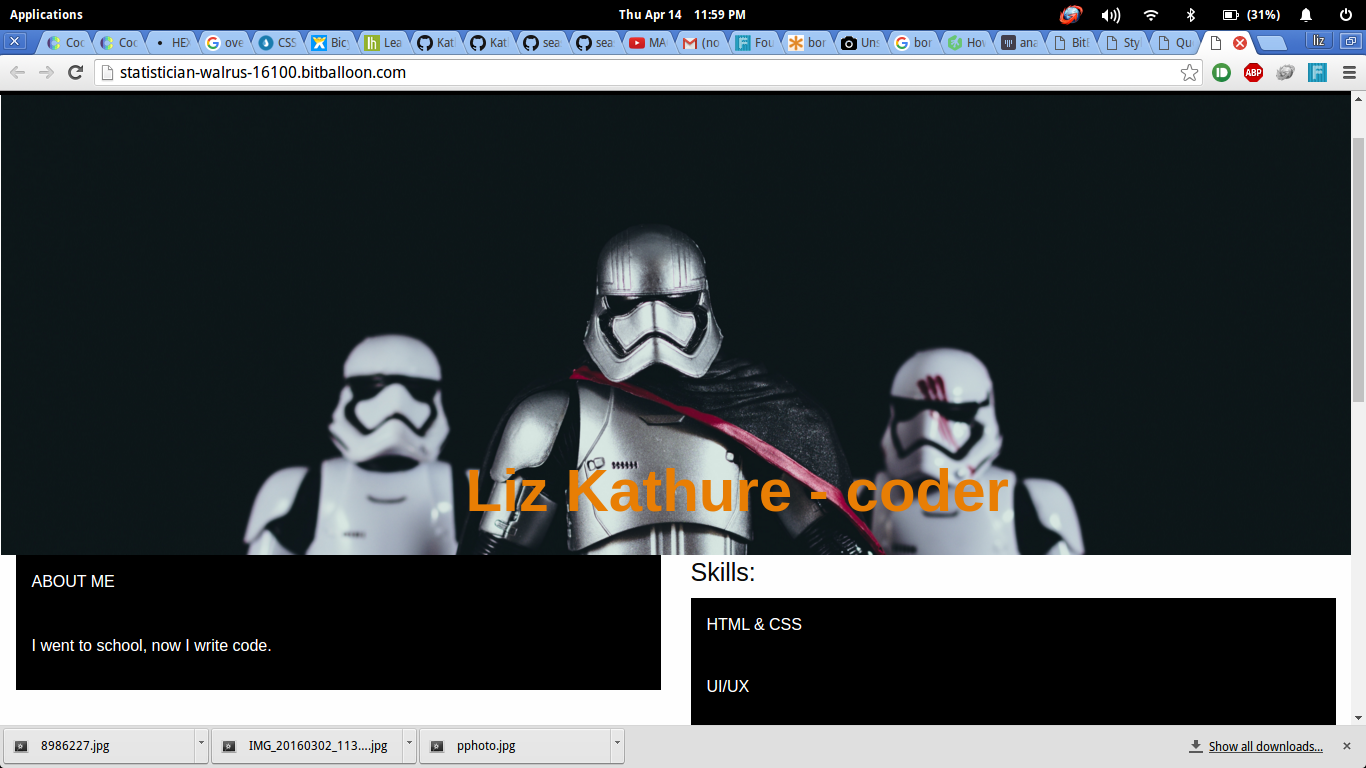 Applications
Thu Apr 14 11:59 PM
(31%)
Coc
Coc
HEX
ove
CSS
Bicy
Lea
Kat
Kat
sea
sea
MA
(no
Fou
bor
Uns
bor
Hov
ana
BitB
Sty
Qu
liz
statistician-walrus-16100.bitballoon.com
ABP
Liz Kathure - coder
ABOUT ME
I went to school, now I write code.
Skills:
HTML & CSS
UI/UX
8986227.jpg
IMG_20160302_113....jpg
pphoto.jpg
Show all downloads...